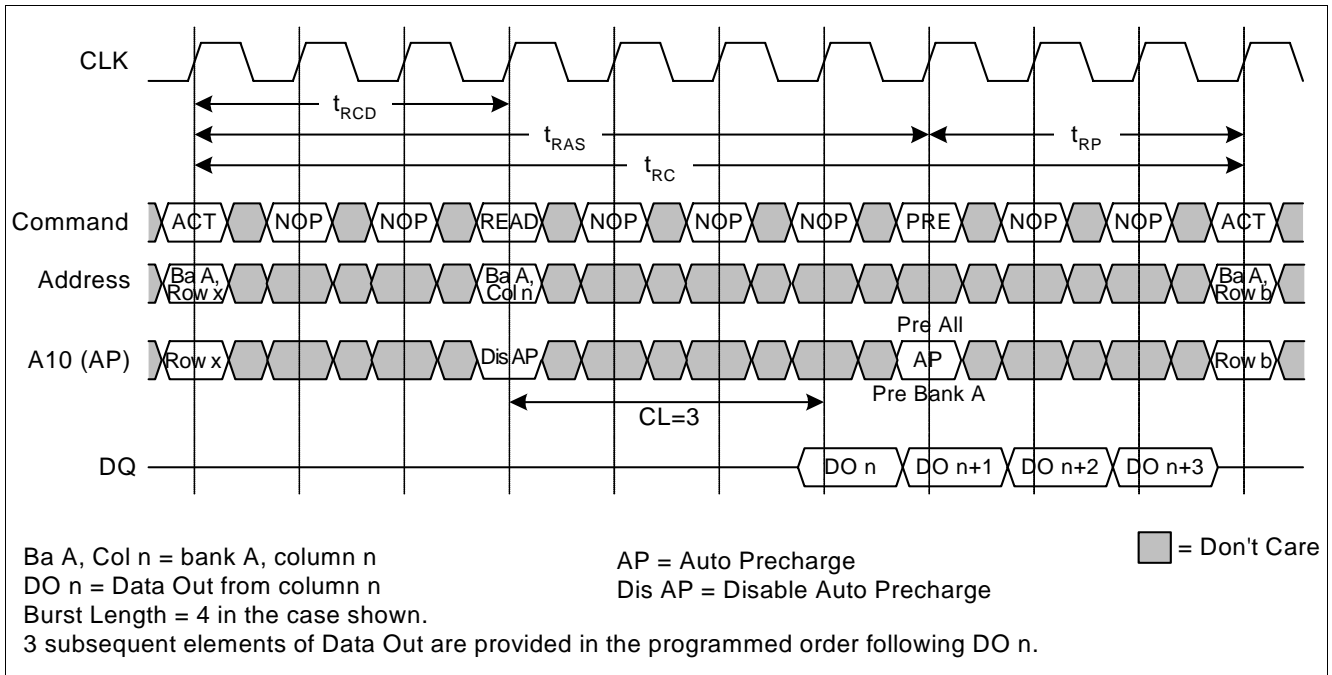 CLK
tRCD
tRAS
tRP
tRC
Command ACT NOP NOP READ NOP NOP NOP PRE NOP NOP ACT
Address Ba A, Row x Ba A, Col n Ba A, Row b
Pre All
A10 (AP) Row x Dis AP AP Row b
Pre Bank A
CL=3
DQ DO n DO n+1 DO n+2 DO n+3
Ba A, Col n = bank A, column n
DO n = Data Out from column n
Burst Length = 4 in the case shown.
3 subsequent elements of Data Out are provided in the programmed order following DO n.
AP = Auto Precharge
Dis AP = Disable Auto Precharge
= Don't Care